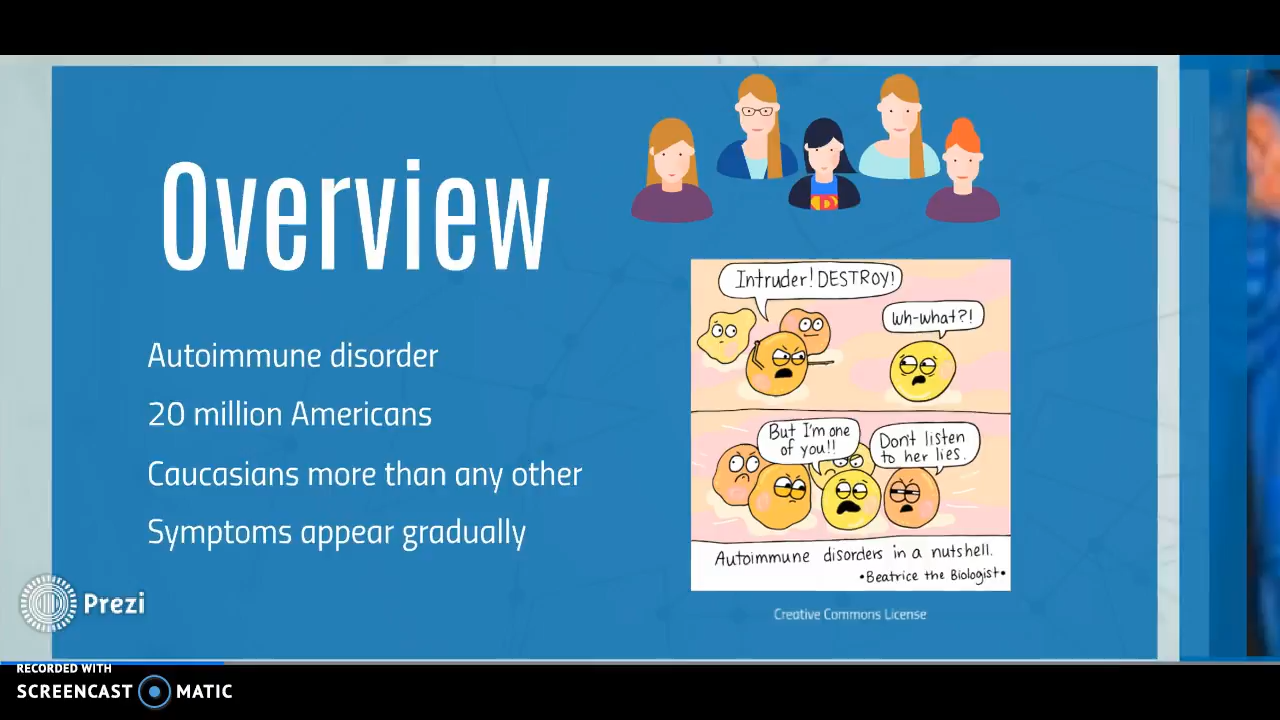 Overview
Autoimmune disorder
20 million Americans
Caucasians more than any other
Symptoms appear gradually
Intruder! DESTROY!
Wh-what?!
But I'm one
of you!!
Don't listen
to her lies.
Autoimmune disorders in a nutshell.
•Beatrice the Biologist•
Creative Commons License
Prezi
RECORDED WITH
SCREENCAST MATIC